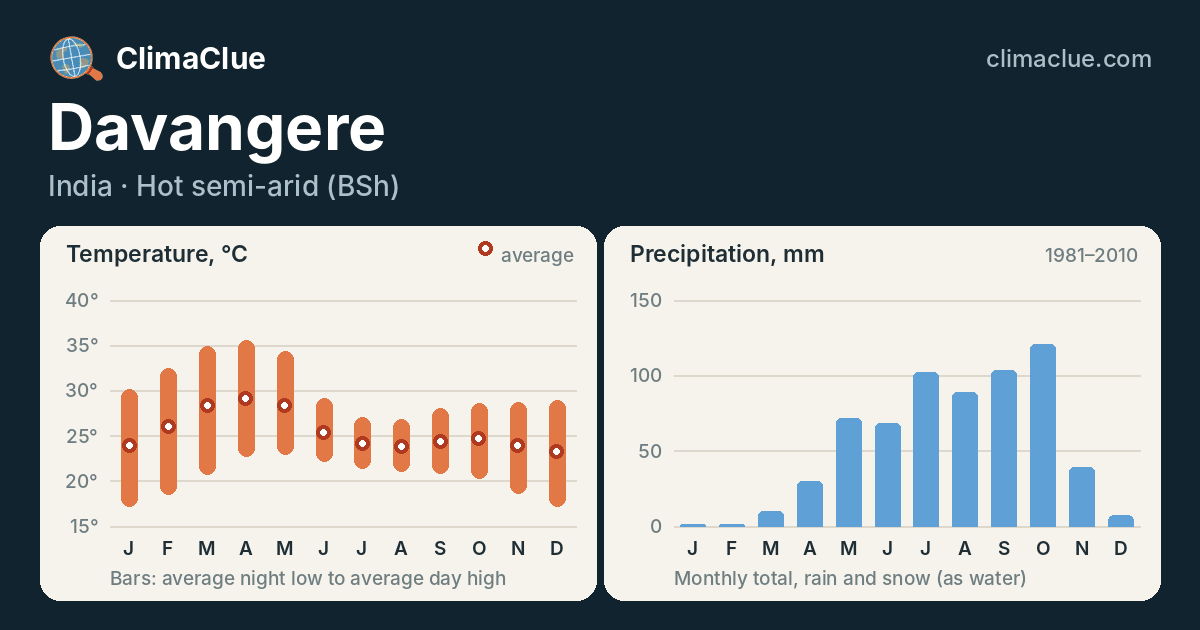 ClimaClue
climaclue.com
Davangere
India · Hot semi-arid (BSh)
Temperature, °C
average
40°
35°
30°
25°
20°
15°
J F M A M J J A S O N D
Bars: average night low to average day high
Precipitation, mm
1981–2010
150
100
50
0
J F M A M J J A S O N D
Monthly total, rain and snow (as water)